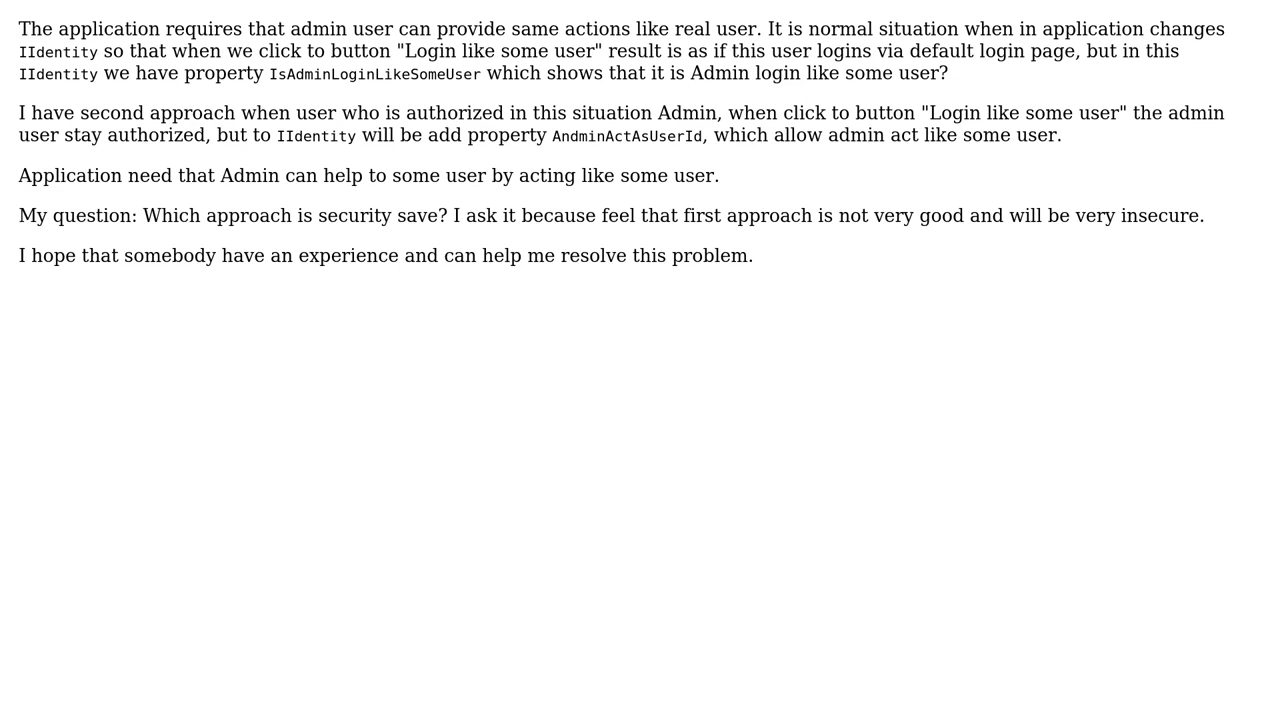 The application requires that admin user can provide same actions like real user. It is normal situation when in application changes
IIdentity so that when we click to button "Login like some user" result is as if this user logins via default login page, but in this
IIdentity we have property IsAdminLoginLikeSomeUser which shows that it is Admin login like some user?
I have second approach when user who is authorized in this situation Admin, when click to button "Login like some user" the admin
user stay authorized, but to IIdentity will be add property AndminActAsUserId, which allow admin act like some user.
Application need that Admin can help to some user by acting like some user.
My question: Which approach is security save? I ask it because feel that first approach is not very good and will be very insecure.
I hope that somebody have an experience and can help me resolve this problem.